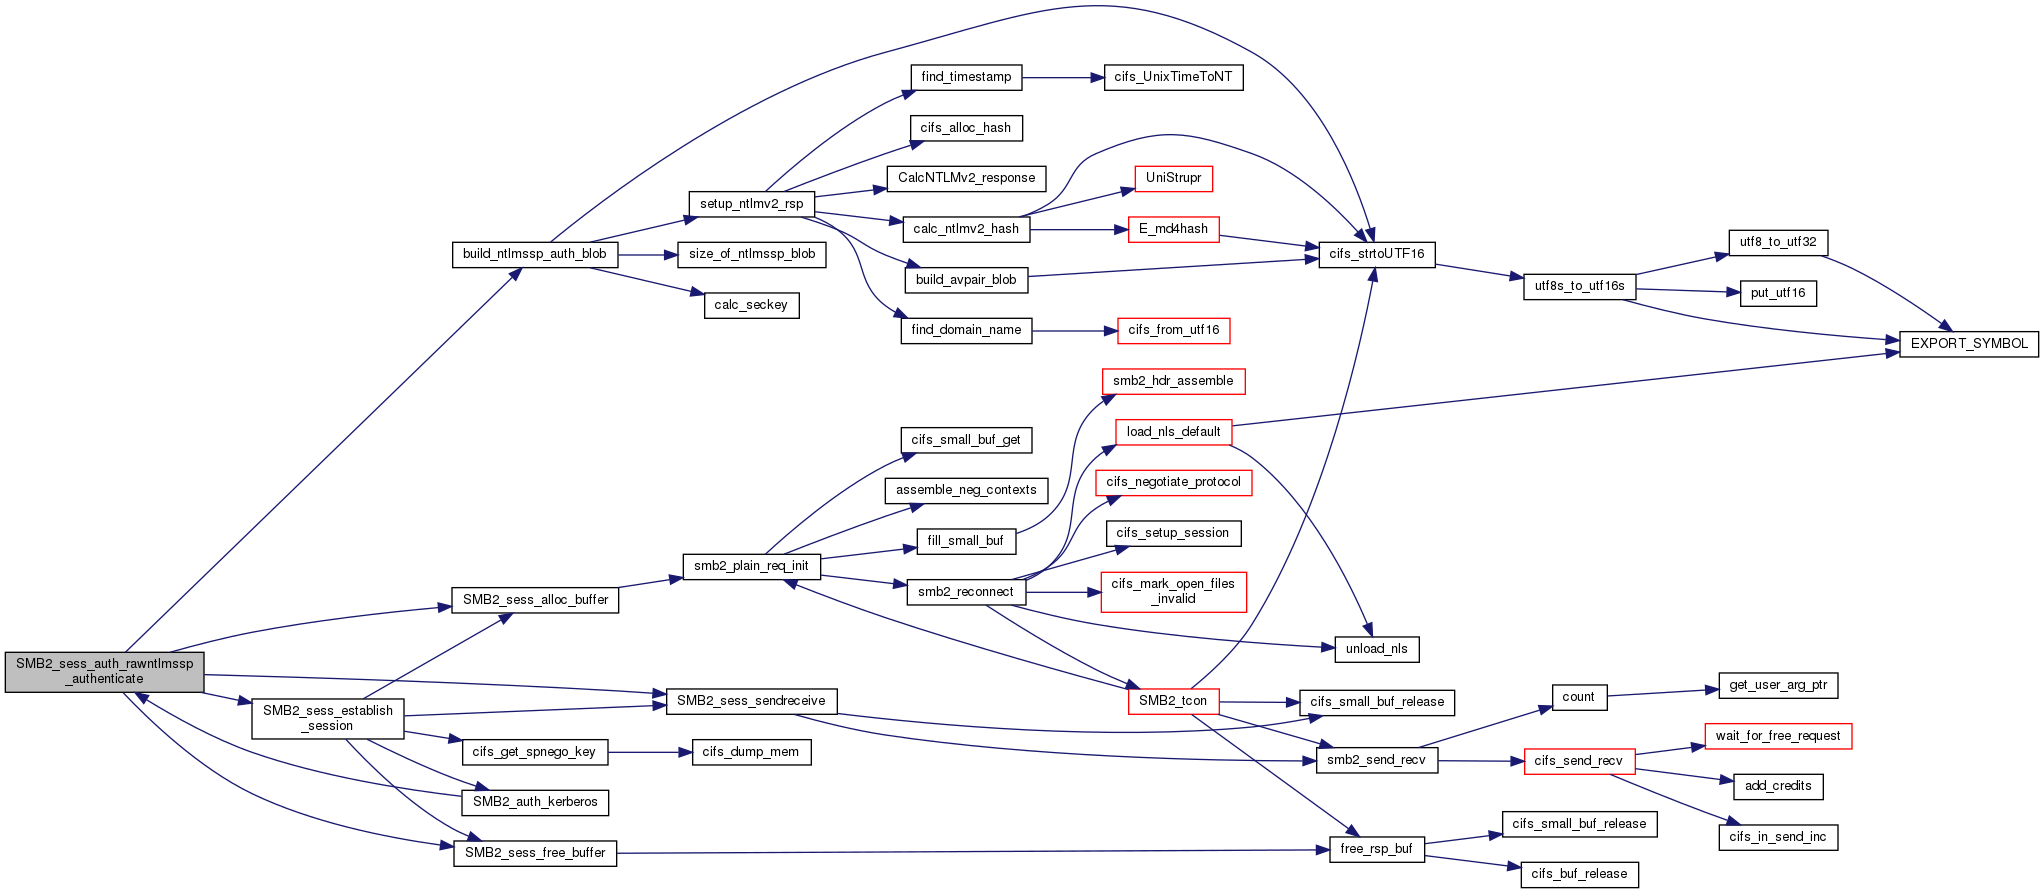 find_timestamp
cifs_UnixTimeToNT
cifs_alloc_hash
CalcNTLMv2_response
UniStrupr
setup_ntlmv2_rsp
calc_ntlmv2_hash
E_md4hash
utf8_to_utf32
build_ntlmssp_auth_blob
size_of_ntlmssp_blob
cifs_strtoUTF16
build_avpair_blob
utf8s_to_utf16s
put_utf16
calc_seckey
find_domain_name
cifs_from_utf16
EXPORT_SYMBOL
smb2_hdr_assemble
load_nls_default
cifs_small_buf_get
cifs_negotiate_protocol
assemble_neg_contexts
cifs_setup_session
fill_small_buf
smb2_plain_req_init
smb2_reconnect
cifs_mark_open_files
_invalid
SMB2_sess_alloc_buffer
unload_nls
SMB2_sess_auth_rawntlmssp
_authenticate
get_user_arg_ptr
count
SMB2_sess_sendreceive
SMB2_tcon
cifs_small_buf_release
SMB2_sess_establish
_session
wait_for_free_request
cifs_get_spnego_key
cifs_dump_mem
smb2_send_recv
cifs_send_recv
add_credits
SMB2_auth_kerberos
cifs_small_buf_release
cifs_in_send_inc
SMB2_sess_free_buffer
free_rsp_buf
cifs_buf_release